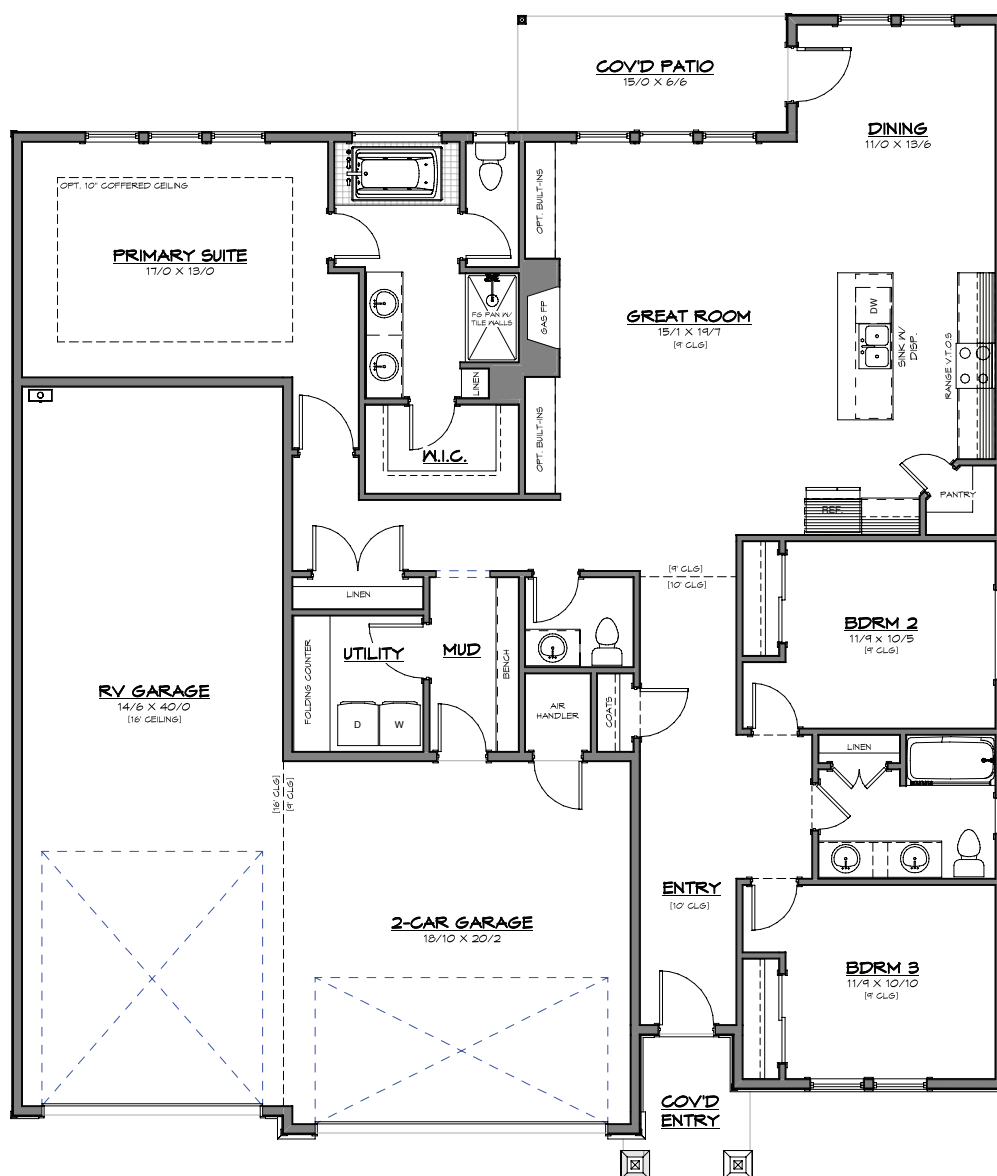 COV'D PATIO
15/0 X 6/6
DINING
11/0 X 13/6
OPT. 10" COFFERED CEILING
PRIMARY SUITE
17/0 X 13/0
OPT. BUILT-INS
FG PAN W/
TILE WALLS
GAS FP
GREAT ROOM
15/1 X 19/7
[9' CLG]
DW
SINK W/
DISP.
RANGE V.T.O.S
LINEN
OPT. BUILT-INS
W.I.C.
REF.
PANTRY
LINEN
[9' CLG]
[10' CLG]
BDRM 2
11/9 X 10/5
[9' CLG]
FOLDING COUNTER
UTILITY
MUD
BENCH
D
W
AIR
HANDLER
COATS
RV GARAGE
14/6 X 40/0
[16' CEILING]
[16' CLG]
[9' CLG]
LINEN
ENTRY
[10' CLG]
2-CAR GARAGE
18/10 X 20/2
BDRM 3
11/9 X 10/10
[9' CLG]
COV'D
ENTRY